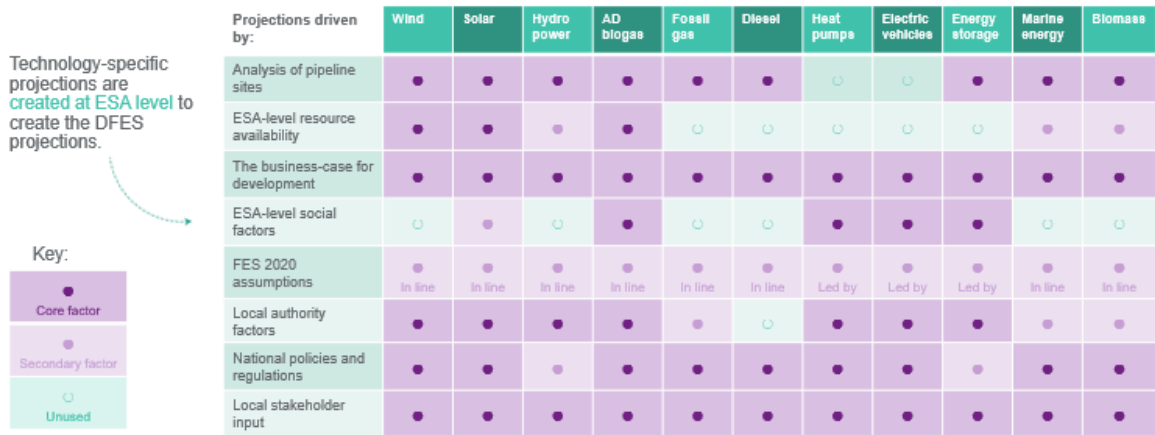 Technology-specific
projections are
created at ESA level to
create the DFES
projections.
Key:
Core factor
Secondary factor
Unused
Projections driven
by:
Wind
Solar
Hydro
power
AD
biogas
Fossil
gas
Diesel
Heat
pumps
Electric
vehicles
Energy
storage
Marine
energy
Biomass
Analysis of pipeline
sites
ESA-level resource
availability
The business-case for
development
ESA-level social
factors
FES 2020
assumptions
In line
In line
In line
In line
In line
In line
Led by
Led by
Led by
In line
In line
Local authority
factors
National policies and
regulations
Local stakeholder
input